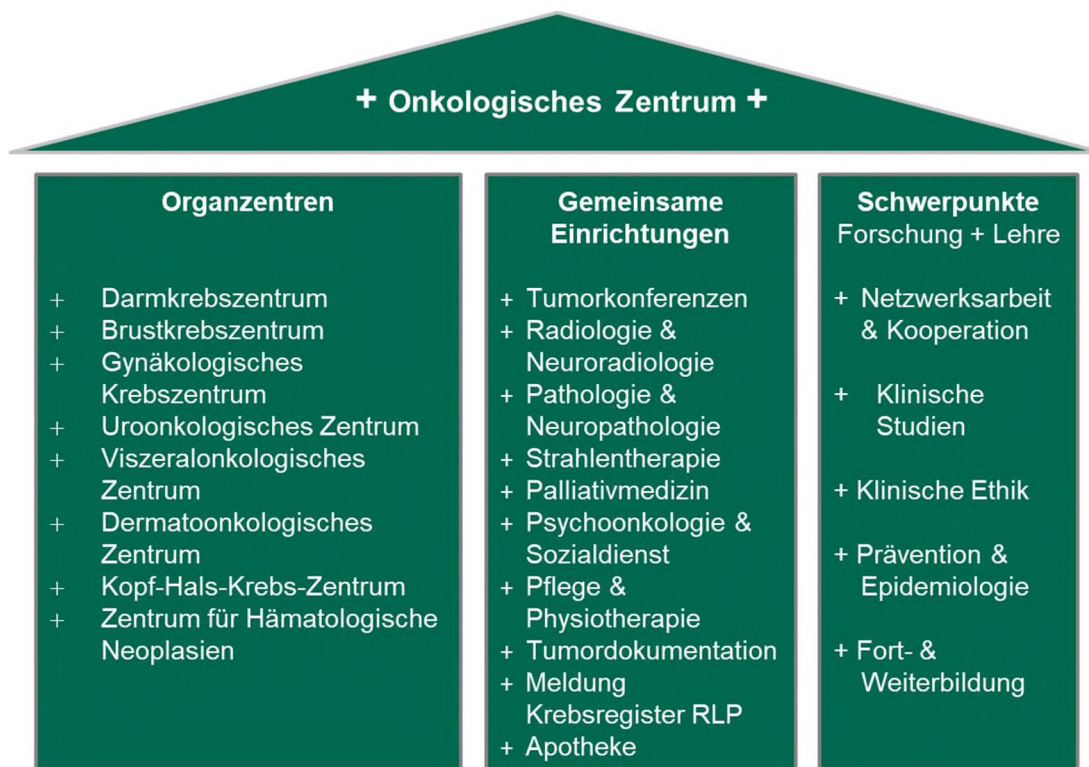 + Onkologisches Zentrum +
Organzentren
+ Darmkrebszentrum
+ Brustkrebszentrum
+ Gynäkologisches
Krebszentrum
+ Uroonkologisches Zentrum
+ Viszeralonkologisches
Zentrum
+ Dermatoonkologisches
Zentrum
+ Kopf-Hals-Krebs-Zentrum
+ Zentrum für Hämatologische
Neoplasien
Gemeinsame
Einrichtungen
+ Tumorkonferenzen
+ Radiologie &
Neuroradiologie
+ Pathologie &
Neuropathologie
+ Strahlentherapie
+ Palliativmedizin
+ Psychoonkologie &
Sozialdienst
+ Pflege &
Physiotherapie
+ Tumordokumentation
+ Meldung
Krebsregister RLP
+ Apotheke
Schwerpunkte
Forschung + Lehre
+ Netzwerksarbeit
& Kooperation
+ Klinische
Studien
+ Klinische Ethik
+ Prävention &
Epidemiologie
+ Fort- &
Weiterbildung